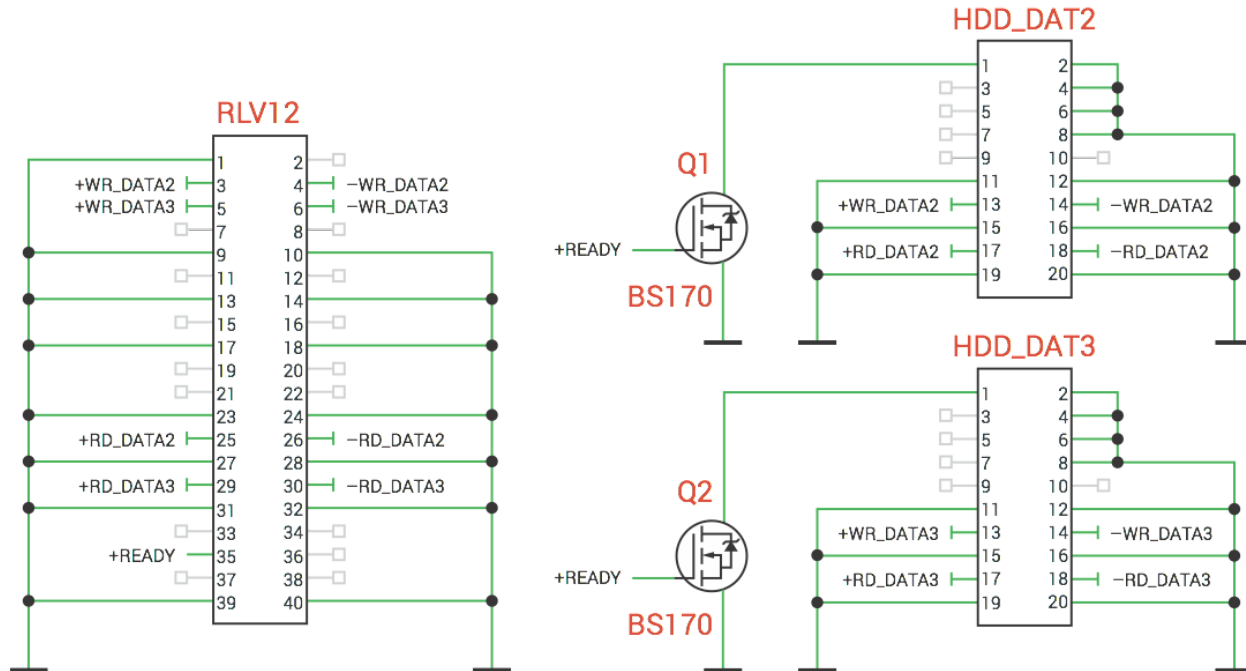 RLV12
1 2
+WR_DATA2 3 4 -WR_DATA2
+WR_DATA3 5 6 -WR_DATA3
7 8
9 10
11 12
13 14
15 16
17 18
19 20
21 22
23 24
+RD_DATA2 25 26 -RD_DATA2
27 28
+RD_DATA3 29 30 -RD_DATA3
31 32
33 34
+READY 35 36
37 38
39 40
HDD_DAT2
1 2
3 4
5 6
7 8
9 10
11 12
+WR_DATA2 13 14 -WR_DATA2
15 16
+RD_DATA2 17 18 -RD_DATA2
19 20
Q1
+READY
BS170
HDD_DAT3
1 2
3 4
5 6
7 8
9 10
11 12
+WR_DATA3 13 14 -WR_DATA3
15 16
+RD_DATA3 17 18 -RD_DATA3
19 20
Q2
+READY
BS170